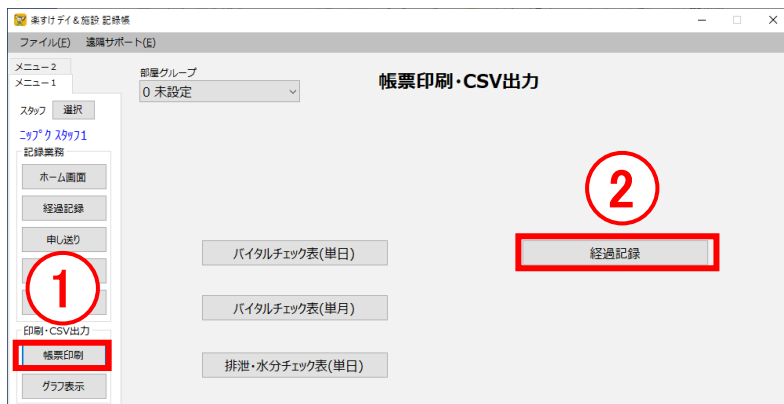 楽すけデイ＆施設 記録帳
ファイル(F) 遠隔サポート(E)
メニュー2
メニュー1
部屋グループ
0 未設定
帳票印刷・CSV出力
スタッフ 選択
ﾆｯﾌﾟｸ ｽﾀｯﾌ1
記録業務
ホーム画面
経過記録
申し送り
①
印刷・CSV出力
帳票印刷
グラフ表示
バイタルチェック表(単日)
バイタルチェック表(単月)
排泄・水分チェック表(単日)
②
経過記録